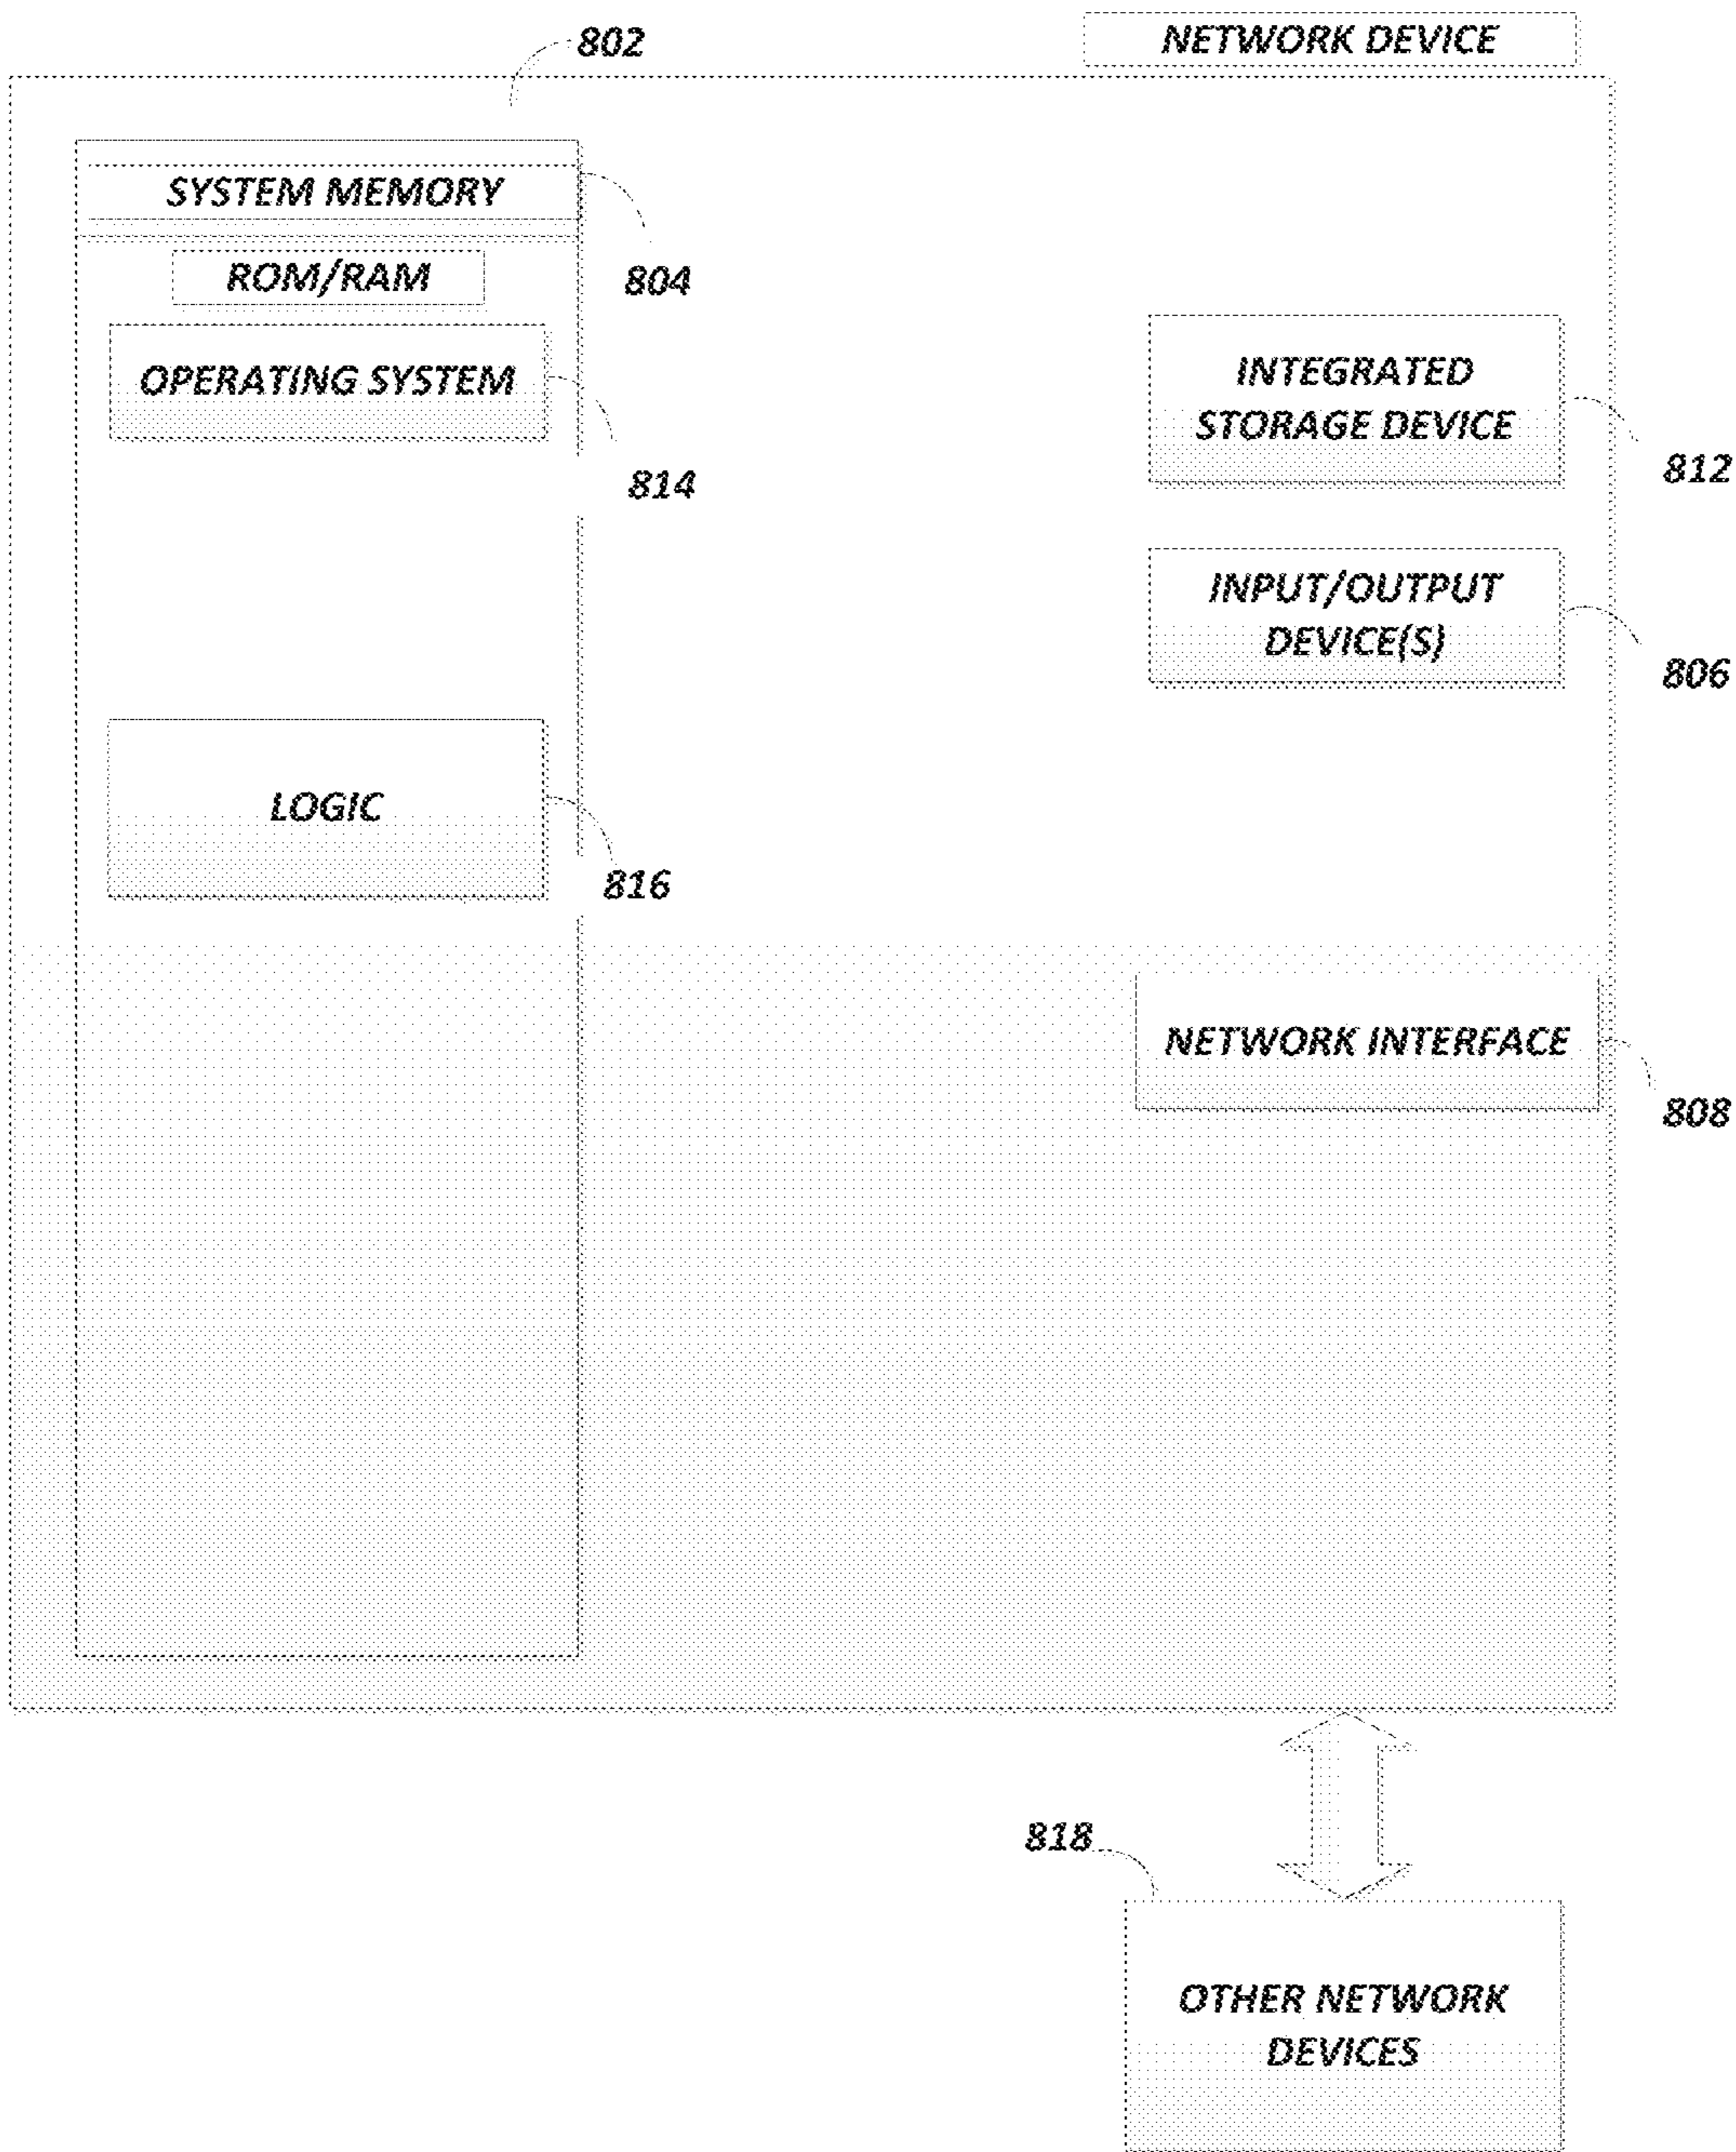 802
NETWORK DEVICE
SYSTEM MEMORY
804
ROM/RAM
OPERATING SYSTEM
814
INTEGRATED
STORAGE DEVICE
812
INPUT/OUTPUT
DEVICE(S)
806
LOGIC
816
NETWORK INTERFACE
808
818
OTHER NETWORK
DEVICES